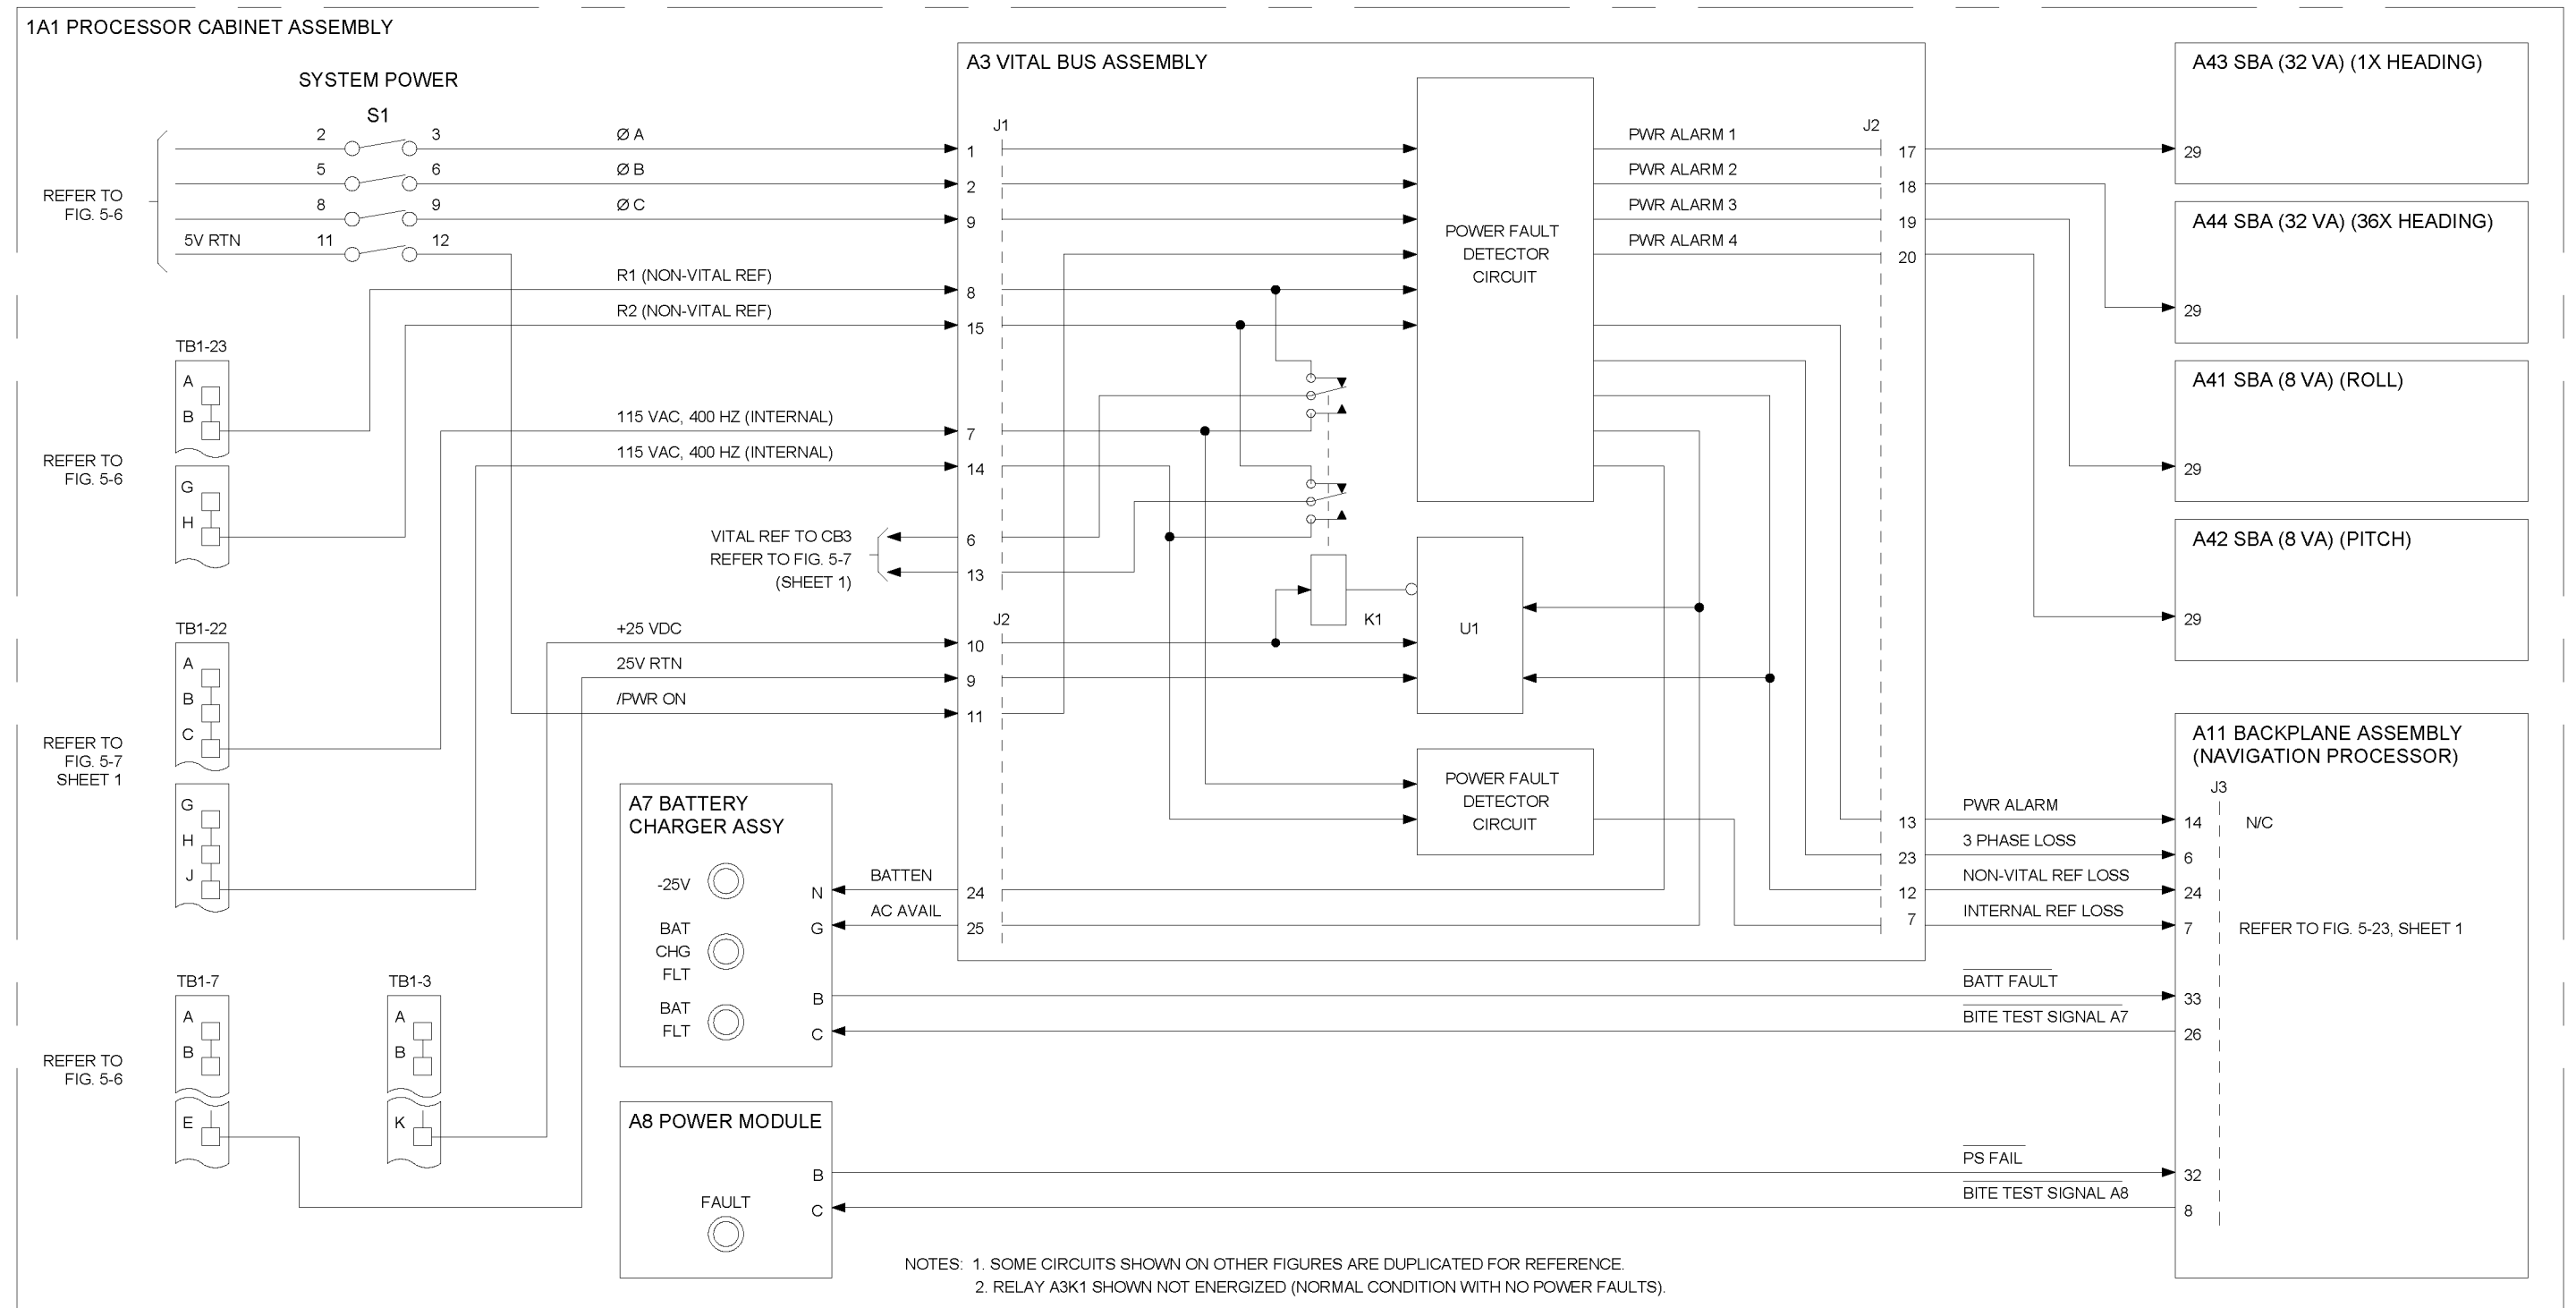 1A1 PROCESSOR CABINET ASSEMBLY
SYSTEM POWER
S1
2
3
Ø A
5
6
Ø B
8
9
Ø C
5V RTN
11
12
REFER TO
FIG. 5-6
R1 (NON-VITAL REF)
R2 (NON-VITAL REF)
TB1-23
A
B
G
H
REFER TO
FIG. 5-6
115 VAC, 400 HZ (INTERNAL)
115 VAC, 400 HZ (INTERNAL)
VITAL REF TO CB3
REFER TO FIG. 5-7
(SHEET 1)
TB1-22
A
B
C
G
H
J
REFER TO
FIG. 5-7
SHEET 1
+25 VDC
25V RTN
/PWR ON
TB1-7
A
B
E
TB1-3
A
B
K
REFER TO
FIG. 5-6
A3 VITAL BUS ASSEMBLY
J1
1
2
9
8
15
7
14
6
13
J2
10
9
11
24
25
POWER FAULT
DETECTOR
CIRCUIT
K1
U1
POWER FAULT
DETECTOR
CIRCUIT
PWR ALARM 1
PWR ALARM 2
PWR ALARM 3
PWR ALARM 4
J2
17
18
19
20
13
23
12
7
A7 BATTERY
CHARGER ASSY
-25V
BAT
CHG
FLT
BAT
FLT
N
G
B
C
BATTEN
AC AVAIL
A8 POWER MODULE
FAULT
B
C
A43 SBA (32 VA) (1X HEADING)
29
A44 SBA (32 VA) (36X HEADING)
29
A41 SBA (8 VA) (ROLL)
29
A42 SBA (8 VA) (PITCH)
29
A11 BACKPLANE ASSEMBLY
(NAVIGATION PROCESSOR)
J3
PWR ALARM
14
N/C
3 PHASE LOSS
6
NON-VITAL REF LOSS
24
INTERNAL REF LOSS
7
REFER TO FIG. 5-23, SHEET 1
BATT FAULT
33
BITE TEST SIGNAL A7
26
PS FAIL
32
BITE TEST SIGNAL A8
8
NOTES: 1. SOME CIRCUITS SHOWN ON OTHER FIGURES ARE DUPLICATED FOR REFERENCE.
2. RELAY A3K1 SHOWN NOT ENERGIZED (NORMAL CONDITION WITH NO POWER FAULTS).